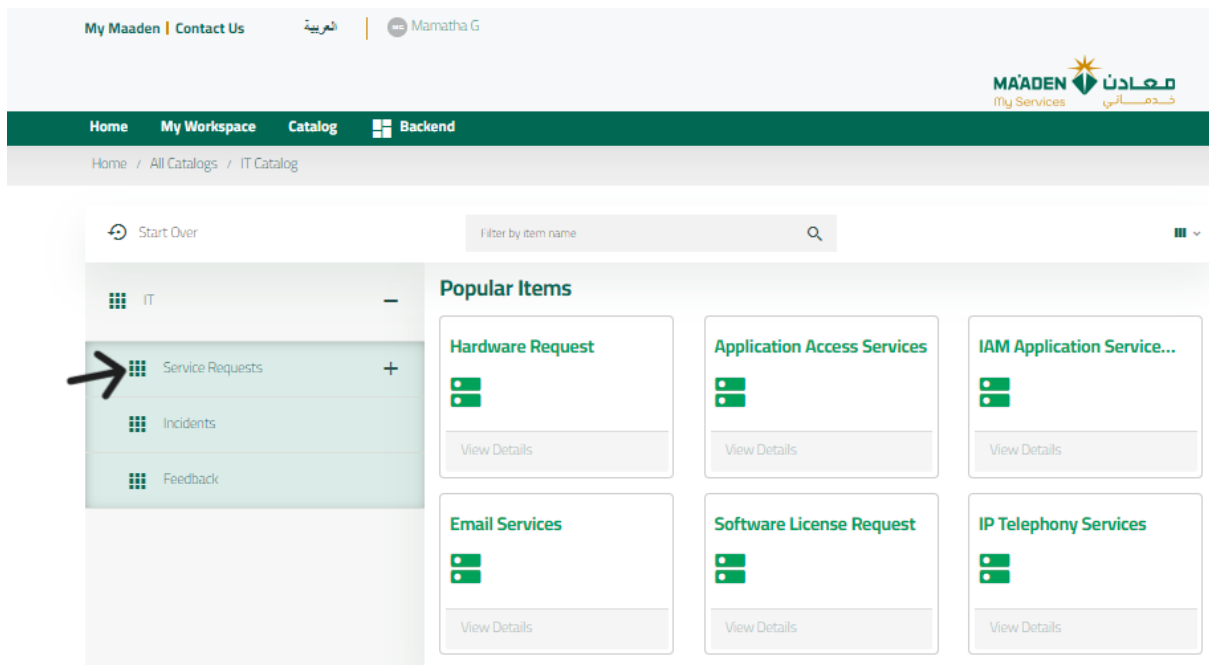 My Maaden | Contact Us العربية | MG Mamatha G
MA'ADEN معادن
My Services خدماتي
Home My Workspace Catalog Backend
Home / All Catalogs / IT Catalog
Start Over Filter by item name
IT
Service Requests
Incidents
Feedback
Popular Items
Hardware Request
View Details
Application Access Services
View Details
IAM Application Service...
View Details
Email Services
View Details
Software License Request
View Details
IP Telephony Services
View Details